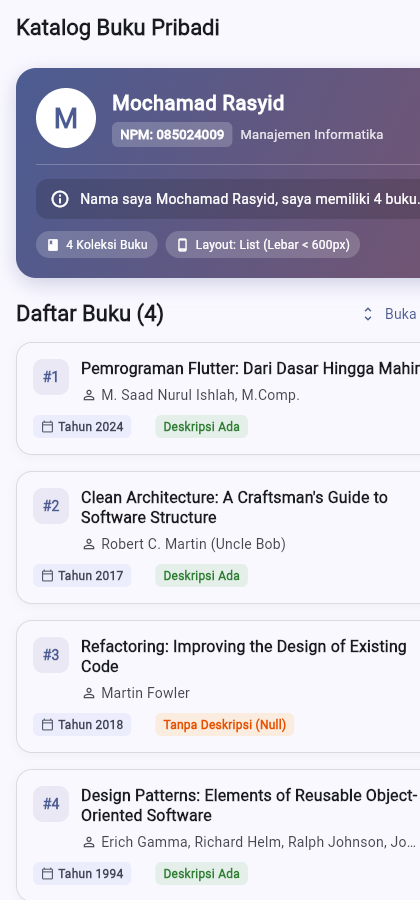 Katalog Buku Pribadi
M
Mochamad Rasyid
NPM: 085024009 Manajemen Informatika
Nama saya Mochamad Rasyid, saya memiliki 4 buku.
4 Koleksi Buku Layout: List (Lebar < 600px)
Daftar Buku (4) Buka
#1 Pemrograman Flutter: Dari Dasar Hingga Mahir
M. Saad Nurul Ishlah, M.Comp.
Tahun 2024 Deskripsi Ada
#2 Clean Architecture: A Craftsman's Guide to
Software Structure
Robert C. Martin (Uncle Bob)
Tahun 2017 Deskripsi Ada
#3 Refactoring: Improving the Design of Existing
Code
Martin Fowler
Tahun 2018 Tanpa Deskripsi (Null)
#4 Design Patterns: Elements of Reusable Object-
Oriented Software
Erich Gamma, Richard Helm, Ralph Johnson, Jo...
Tahun 1994 Deskripsi Ada